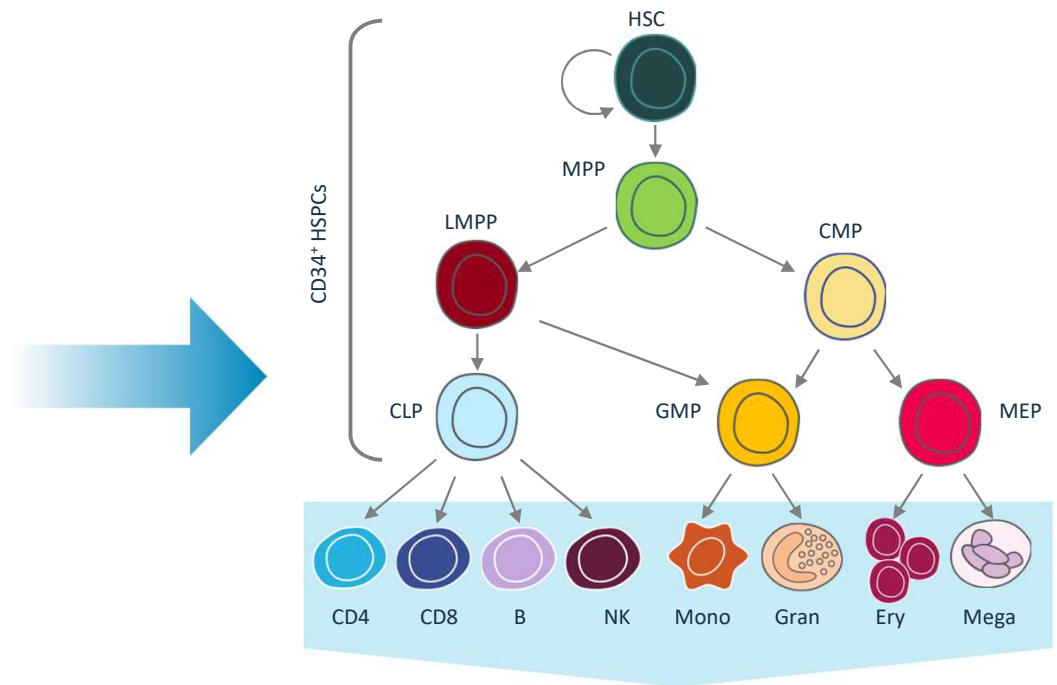 HSC
MPP
LMPP
CMP
CD34⁺ HSPCs
CLP
GMP
MEP
CD4
CD8
B
NK
Mono
Gran
Ery
Mega